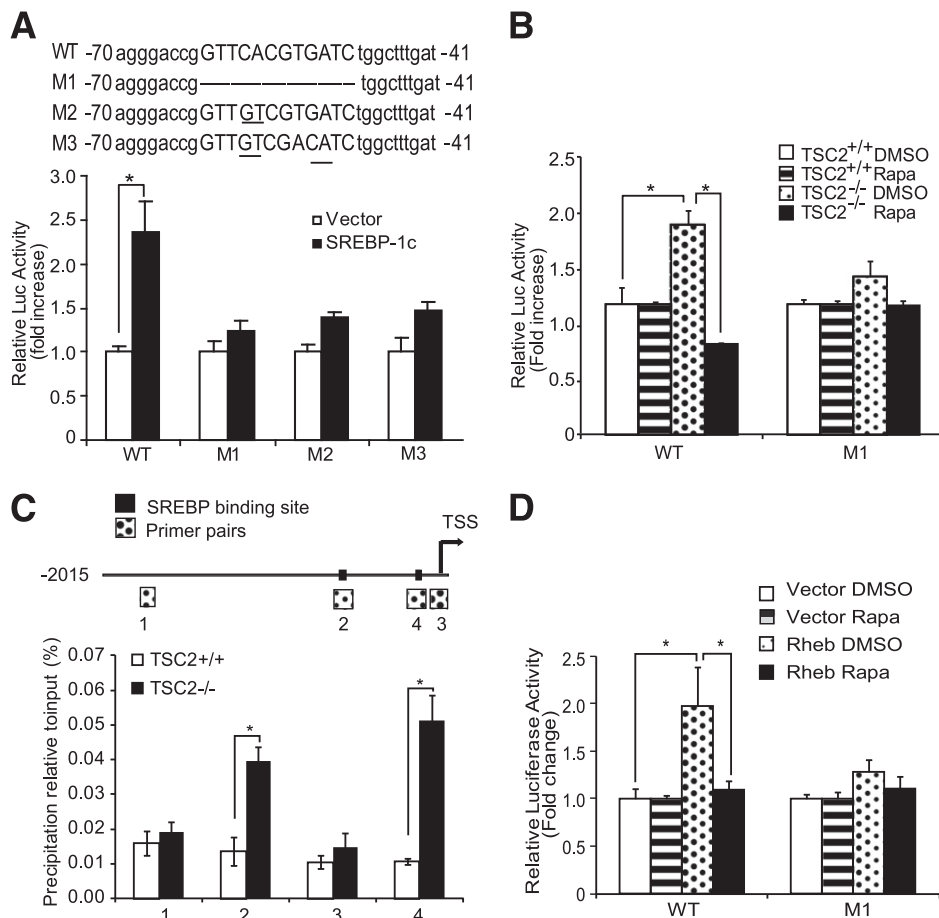 A
WT -70 agggaccgGTTCACGTGATCtggctttgat -41
M1 -70 agggaccg–––––––––––tggctttgat -41
M2 -70 agggaccgGTTGTCGTGATCtggctttgat -41
M3 -70 agggaccgGTTGTCGACATCtggctttgat -41
Relative Luc Activity
(fold increase)
3.0
2.5
2.0
1.5
1.0
0.5
0
*
Vector
SREBP-1c
WT M1 M2 M3
B
TSC2+/+ DMSO
TSC2+/+ Rapa
TSC2-/- DMSO
TSC2-/- Rapa
Relative Luc Activity
(Fold increase)
2.5
2.0
1.5
1.0
0.5
0
* *
WT M1
C
SREBP binding site
Primer pairs
TSS
-2015
1 2 4 3
TSC2+/+
TSC2-/-
Precipitation relative toinput (%)
0.07
0.06
0.05
0.04
0.03
0.02
0.01
0.00
* *
1 2 3 4
D
Vector DMSO
Vector Rapa
Rheb DMSO
Rheb Rapa
Relative Luciferase Activity
(Fold change)
2.5
2.0
1.5
1.0
0.5
0
* *
WT M1